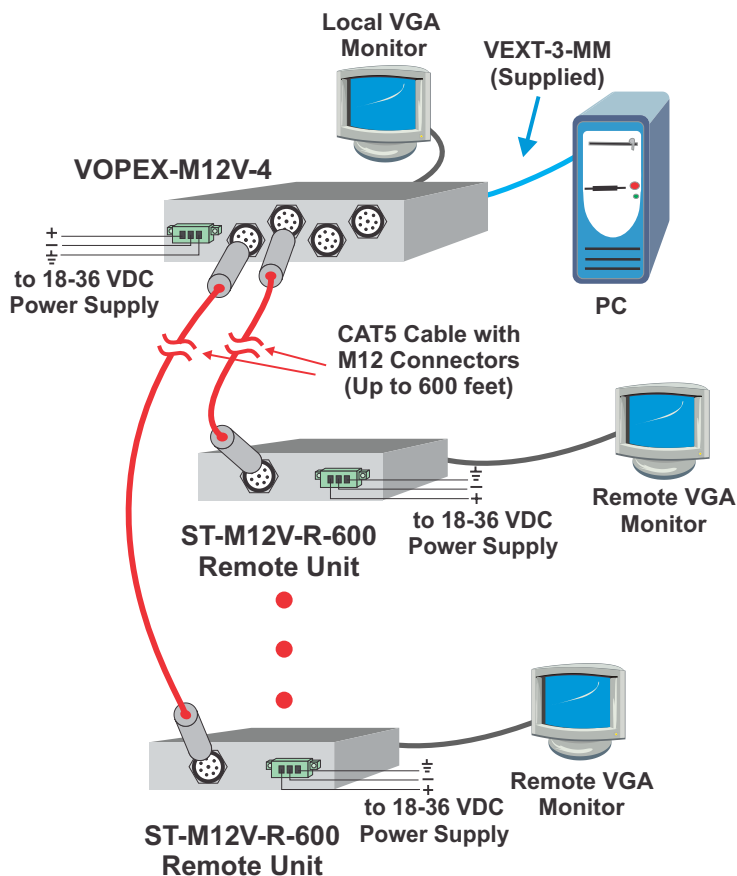 Local VGA
Monitor
VEXT-3-MM
(Supplied)
VOPEX-M12V-4
+
−
to 18-36 VDC
Power Supply
PC
CAT5 Cable with
M12 Connectors
(Up to 600 feet)
−
+
to 18-36 VDC
Power Supply
Remote VGA
Monitor
ST-M12V-R-600
Remote Unit
−
+
to 18-36 VDC
Power Supply
Remote VGA
Monitor
ST-M12V-R-600
Remote Unit